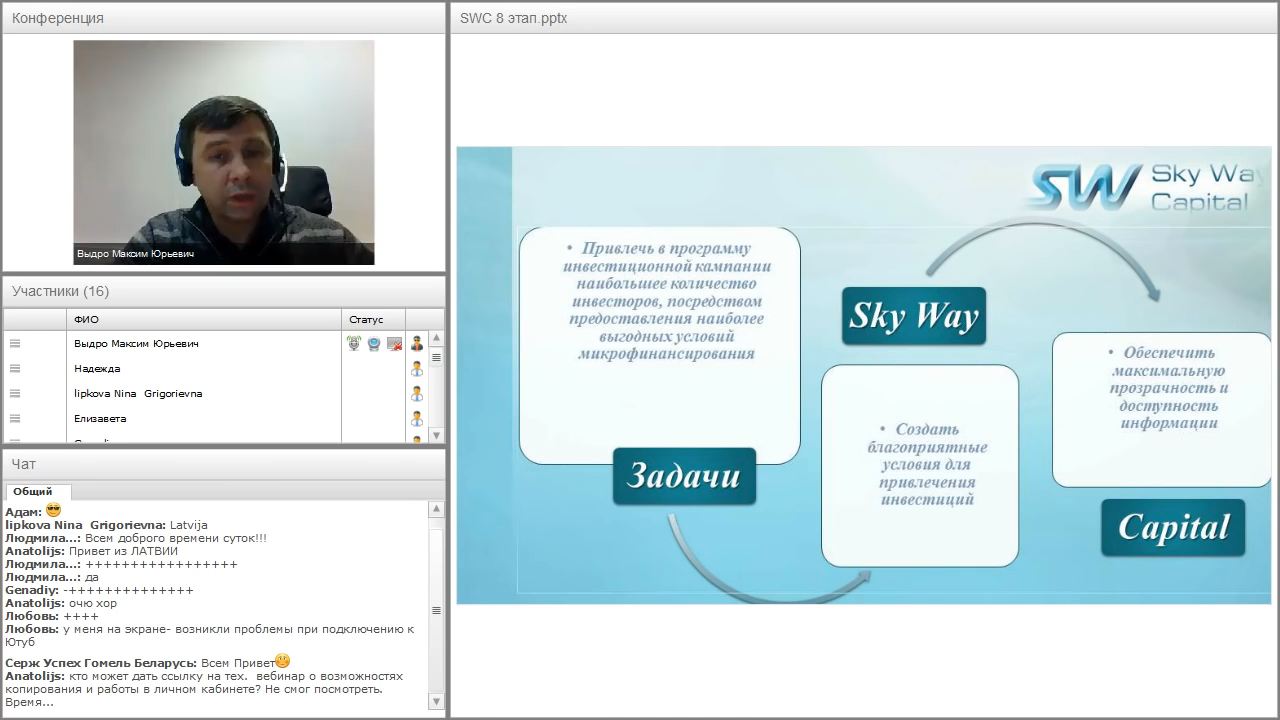 Конференция
Выдро Максим Юрьевич
Участники (16)
ФИО
Статус
Выдро Максим Юрьевич
Надежда
lipkova Nina Grigorievna
Елизавета
Чат
Общий
Адам:
lipkova Nina Grigorievna: Latvija
Людмила...: Всем доброго времени суток!!!
Anatolijs: Привет из ЛАТВИИ
Людмила...: +++++++++++++++++
Людмила...: да
Genadiy: -++++++++++++++
Anatolijs: очю хор
Любовь: ++++
Любовь: у меня на экране- возникли проблемы при подключению к
Ютуб
Серж Успех Гомель Беларусь: Всем Привет
Anatolijs: кто может дать ссылку на тех. вебинар о возможностях
копирования и работы в личном кабинете? Не смог посмотреть.
Время...
SWC 8 этап.pptx
SW Sky Way
Capital
• Привлечь в программу
инвестиционной кампании
наибольшее количество
инвесторов, посредством
предоставления наиболее
выгодных условий
микрофинансирования
Задачи
Sky Way
• Создать
благоприятные
условия для
привлечения
инвестиций
• Обеспечить
максимальную
прозрачность и
доступность
информации
Capital